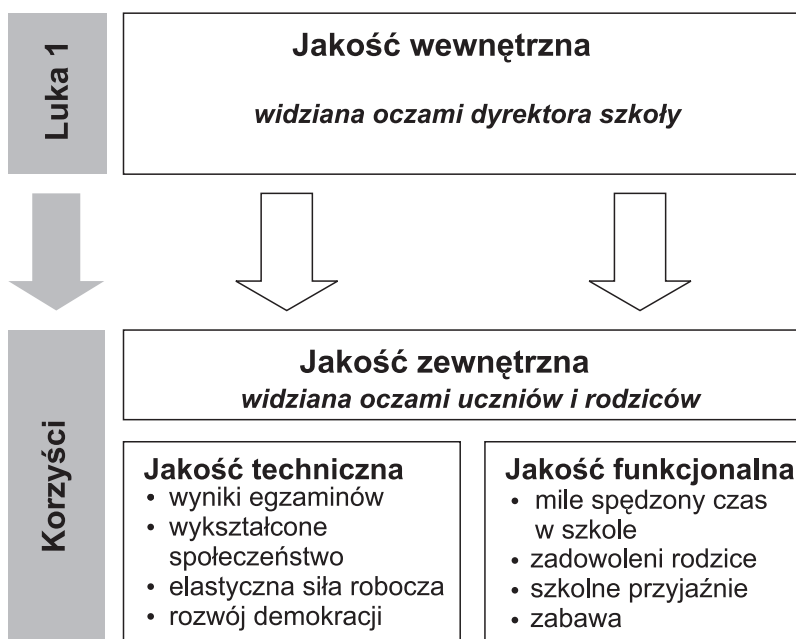 Luka 1
Jakość wewnętrzna
widziana oczami dyrektora szkoły
Korzyści
Jakość zewnętrzna
widziana oczami uczniów i rodziców
Jakość techniczna
• wyniki egzaminów
• wykształcone
społeczeństwo
• elastyczna siła robocza
• rozwój demokracji
Jakość funkcjonalna
• mile spędzony czas
w szkole
• zadowoleni rodzice
• szkolne przyjaźnie
• zabawa